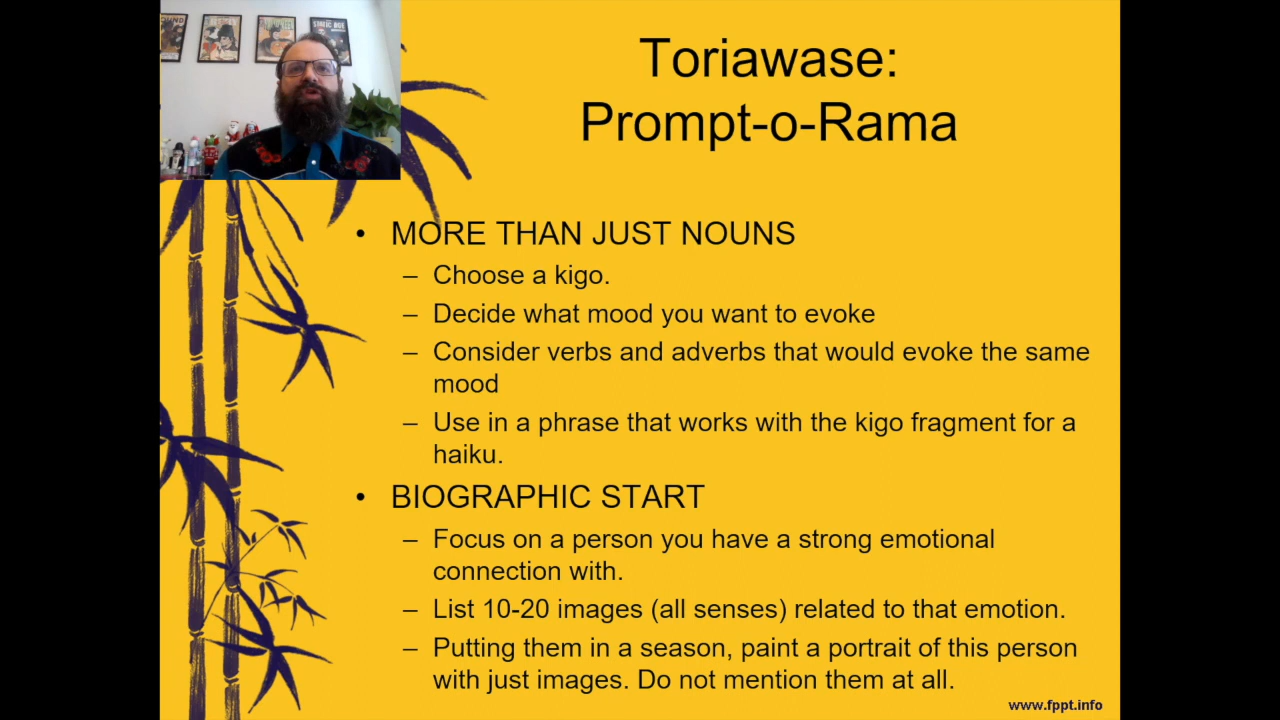 Toriawase:
Prompt-o-Rama
• MORE THAN JUST NOUNS
– Choose a kigo.
– Decide what mood you want to evoke
– Consider verbs and adverbs that would evoke the same
mood
– Use in a phrase that works with the kigo fragment for a
haiku.
• BIOGRAPHIC START
– Focus on a person you have a strong emotional
connection with.
– List 10-20 images (all senses) related to that emotion.
– Putting them in a season, paint a portrait of this person
with just images. Do not mention them at all.
www.fppt.info